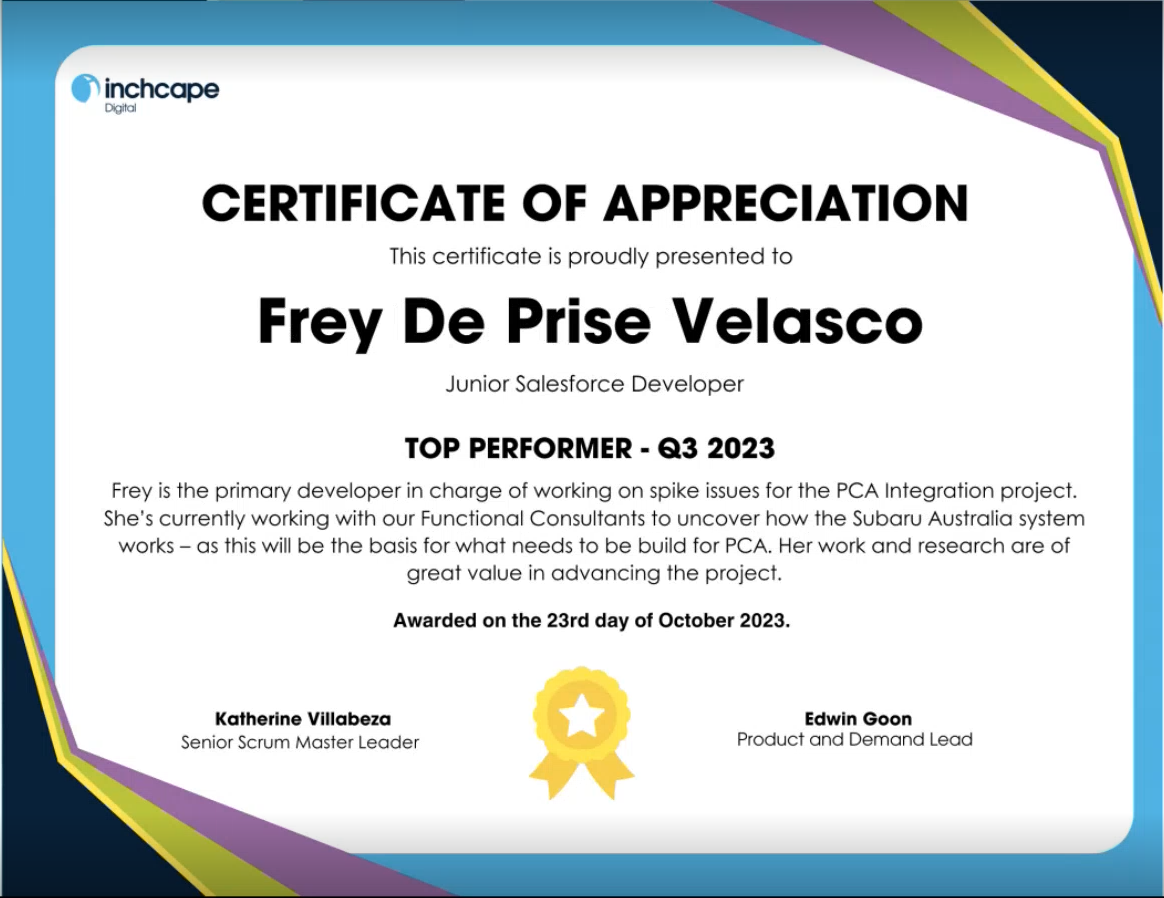 inchcape
Digital
CERTIFICATE OF APPRECIATION
This certificate is proudly presented to
Frey De Prise Velasco
Junior Salesforce Developer
TOP PERFORMER - Q3 2023
Frey is the primary developer in charge of working on spike issues for the PCA Integration project.
She's currently working with our Functional Consultants to uncover how the Subaru Australia system
works – as this will be the basis for what needs to be build for PCA. Her work and research are of
great value in advancing the project.
Awarded on the 23rd day of October 2023.
Katherine Villabeza
Senior Scrum Master Leader
Edwin Goon
Product and Demand Lead